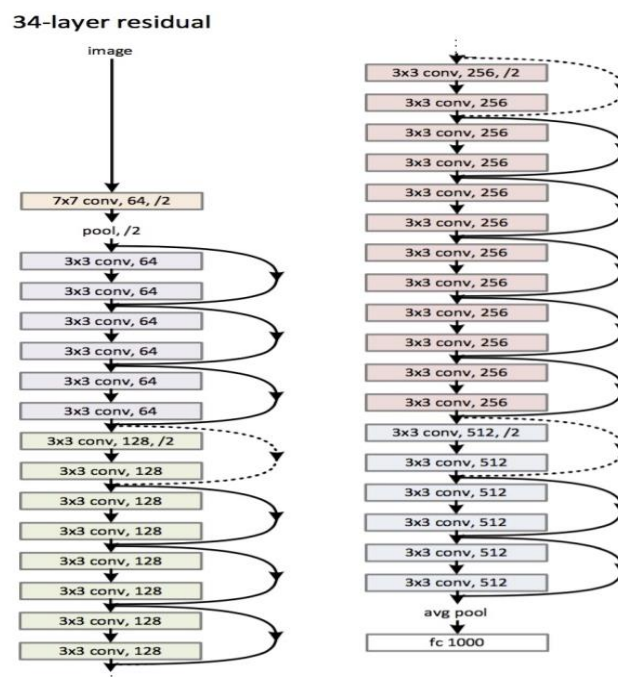 34-layer residual
image
7x7 conv, 64, /2
pool, /2
3x3 conv, 64
3x3 conv, 64
3x3 conv, 64
3x3 conv, 64
3x3 conv, 64
3x3 conv, 64
3x3 conv, 128, /2
3x3 conv, 128
3x3 conv, 128
3x3 conv, 128
3x3 conv, 128
3x3 conv, 128
3x3 conv, 128
3x3 conv, 128
3x3 conv, 256, /2
3x3 conv, 256
3x3 conv, 256
3x3 conv, 256
3x3 conv, 256
3x3 conv, 256
3x3 conv, 256
3x3 conv, 256
3x3 conv, 256
3x3 conv, 256
3x3 conv, 256
3x3 conv, 256
3x3 conv, 512, /2
3x3 conv, 512
3x3 conv, 512
3x3 conv, 512
3x3 conv, 512
3x3 conv, 512
avg pool
fc 1000